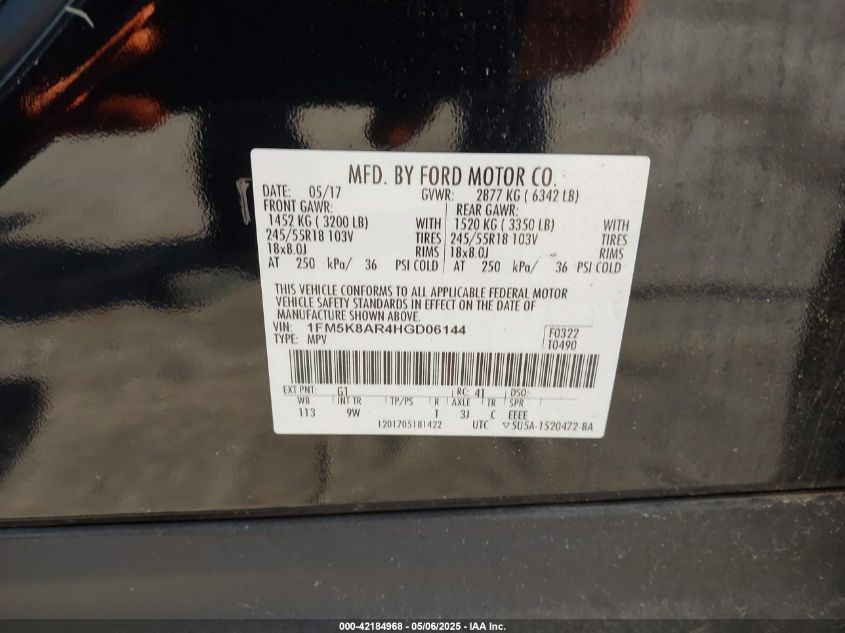 MFD. BY FORD MOTOR CO.
DATE: 05/17 GVWR: 2877 KG ( 6342 LB)
FRONT GAWR: REAR GAWR:
1452 KG ( 3200 LB) WITH 1520 KG ( 3350 LB) WITH
245/55R18 103V TIRES 245/55R18 103V TIRES
18x8.0J RIMS 18x8.0J RIMS
AT 250 kPa/ 36 PSI COLD AT 250 kPa/ 36 PSI COLD
THIS VEHICLE CONFORMS TO ALL APPLICABLE FEDERAL MOTOR
VEHICLE SAFETY STANDARDS IN EFFECT ON THE DATE OF
MANUFACTURE SHOWN ABOVE.
VIN: 1FM5K8AR4HGD06144 F0322
TYPE: MPV T0490
EXT PNT: G1 RC: 41 DSO:
WB INT TR TP/PS R AXLE TR SPR
113 9W 1 3J C EEEE
1201705181422 UTC ▽5U5A-1520472-BA
000-42184968 - 05/06/2025 - IAA Inc.